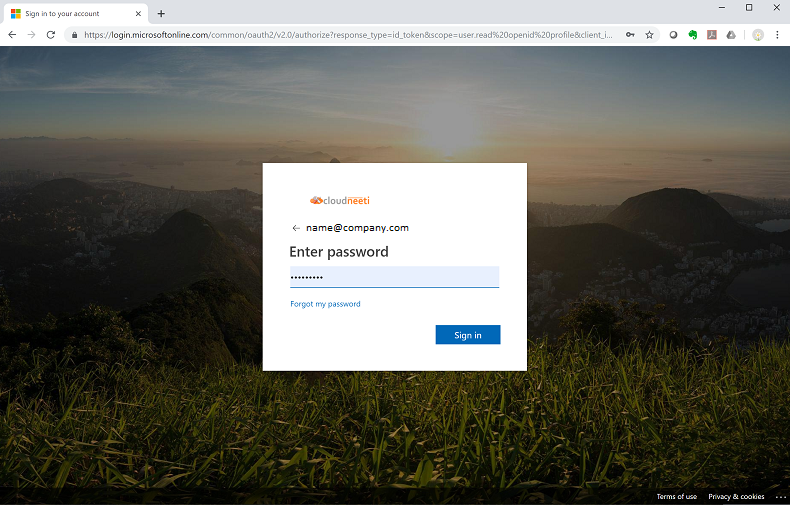 Sign in to your account
https://login.microsoftonline.com/common/oauth2/v2.0/authorize?response_type=id_token&scope=user.read%20openid%20profile&client_i...
cloudneeti
name@company.com
Enter password
•••••••••
Forgot my password
Sign in
Terms of use Privacy & cookies